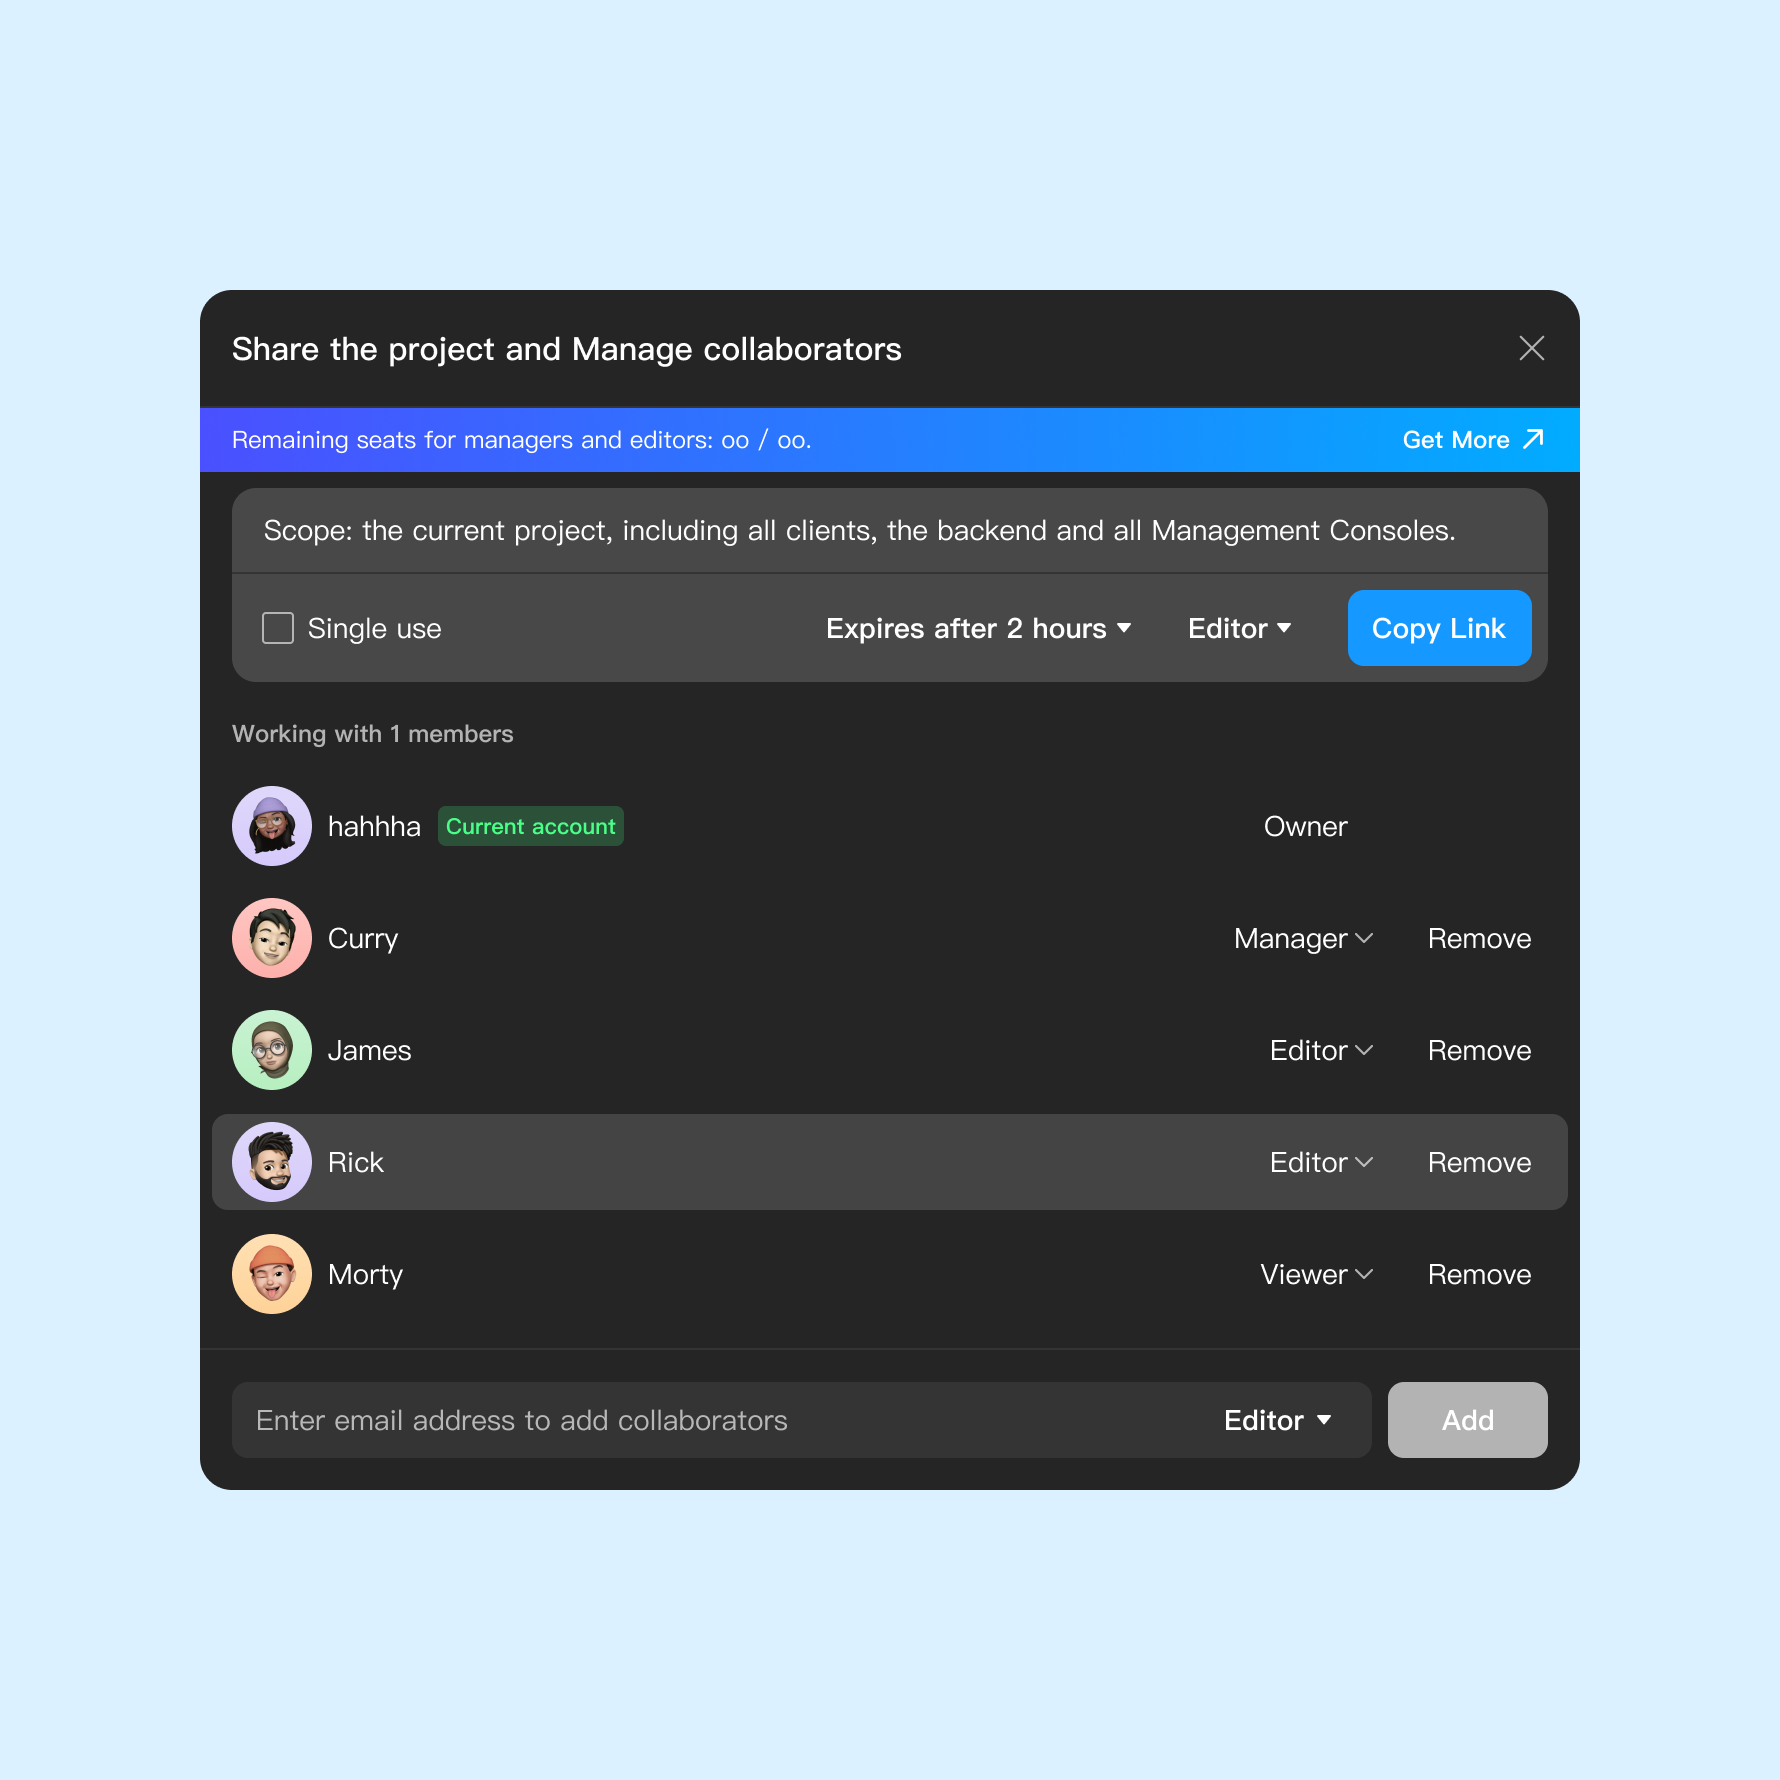 Share the project and Manage collaborators
Remaining seats for managers and editors: oo / oo.
Get More
Scope: the current project, including all clients, the backend and all Management Consoles.
Single use
Expires after 2 hours
Editor
Copy Link
Working with 1 members
hahhha
Current account
Owner
Curry
Manager
Remove
James
Editor
Remove
Rick
Editor
Remove
Morty
Viewer
Remove
Enter email address to add collaborators
Editor
Add